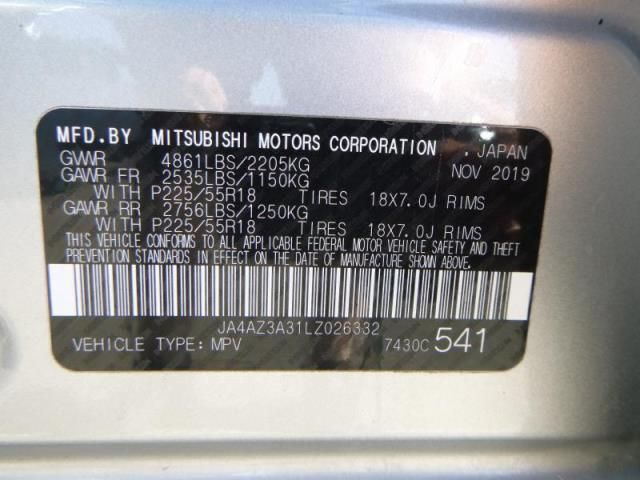 MFD.BY MITSUBISHI MOTORS CORPORATION , JAPAN
GVWR 4861LBS/2205KG NOV 2019
GAWR FR 2535LBS/1150KG
WITH P225/55R18 TIRES 18X7.0J RIMS
GAWR RR 2756LBS/1250KG
WITH P225/55R18 TIRES 18X7.0J RIMS
THIS VEHICLE CONFORMS TO ALL APPLICABLE FEDERAL MOTOR VEHICLE SAFETY AND THEFT
PREVENTION STANDARDS IN EFFECT ON THE DATE OF MANUFACTURE SHOWN ABOVE.
JA4AZ3A31LZ026332
VEHICLE TYPE:MPV 7430C 541